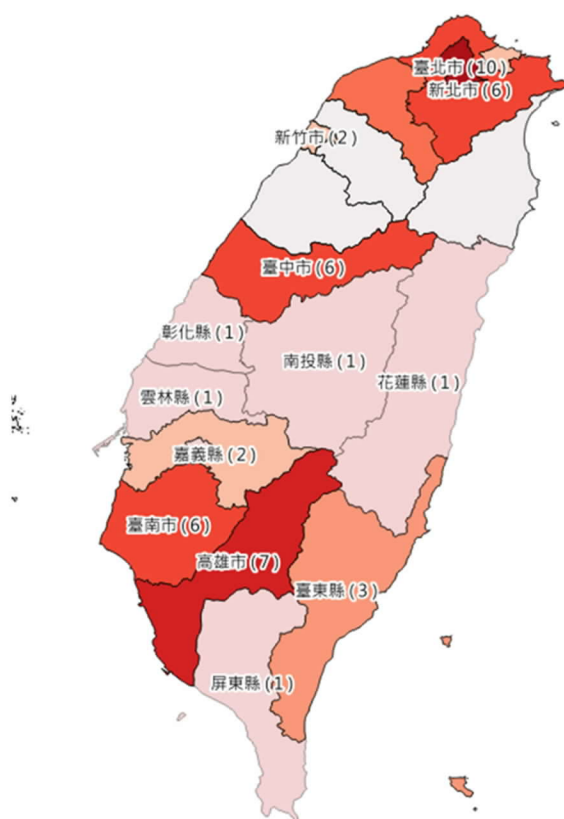 臺北市(10)
新北市(6)
新竹市(2)
臺中市(6)
彰化縣(1)
南投縣(1)
花蓮縣(1)
雲林縣(1)
嘉義縣(2)
臺南市(6)
高雄市(7)
臺東縣(3)
屏東縣(1)